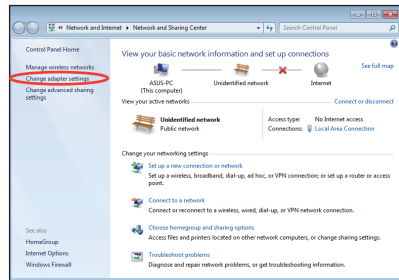 « Network and Internet ▸ Network and Sharing Center
Search Control Panel
Control Panel Home
Manage wireless networks
Change adapter settings
Change advanced sharing
settings
View your basic network information and set up connections
See full map
ASUS-PC
(This computer)
Unidentified network
Internet
View your active networks
Connect or disconnect
Unidentified network
Public network
Access type: No Internet access
Connections: Local Area Connection
Change your networking settings
Set up a new connection or network
Set up a wireless, broadband, dial-up, ad hoc, or VPN connection; or set up a router or access
point.
Connect to a network
Connect or reconnect to a wireless, wired, dial-up, or VPN network connection.
Choose homegroup and sharing options
Access files and printers located on other network computers, or change sharing settings.
Troubleshoot problems
Diagnose and repair network problems, or get troubleshooting information.
See also
HomeGroup
Internet Options
Windows Firewall